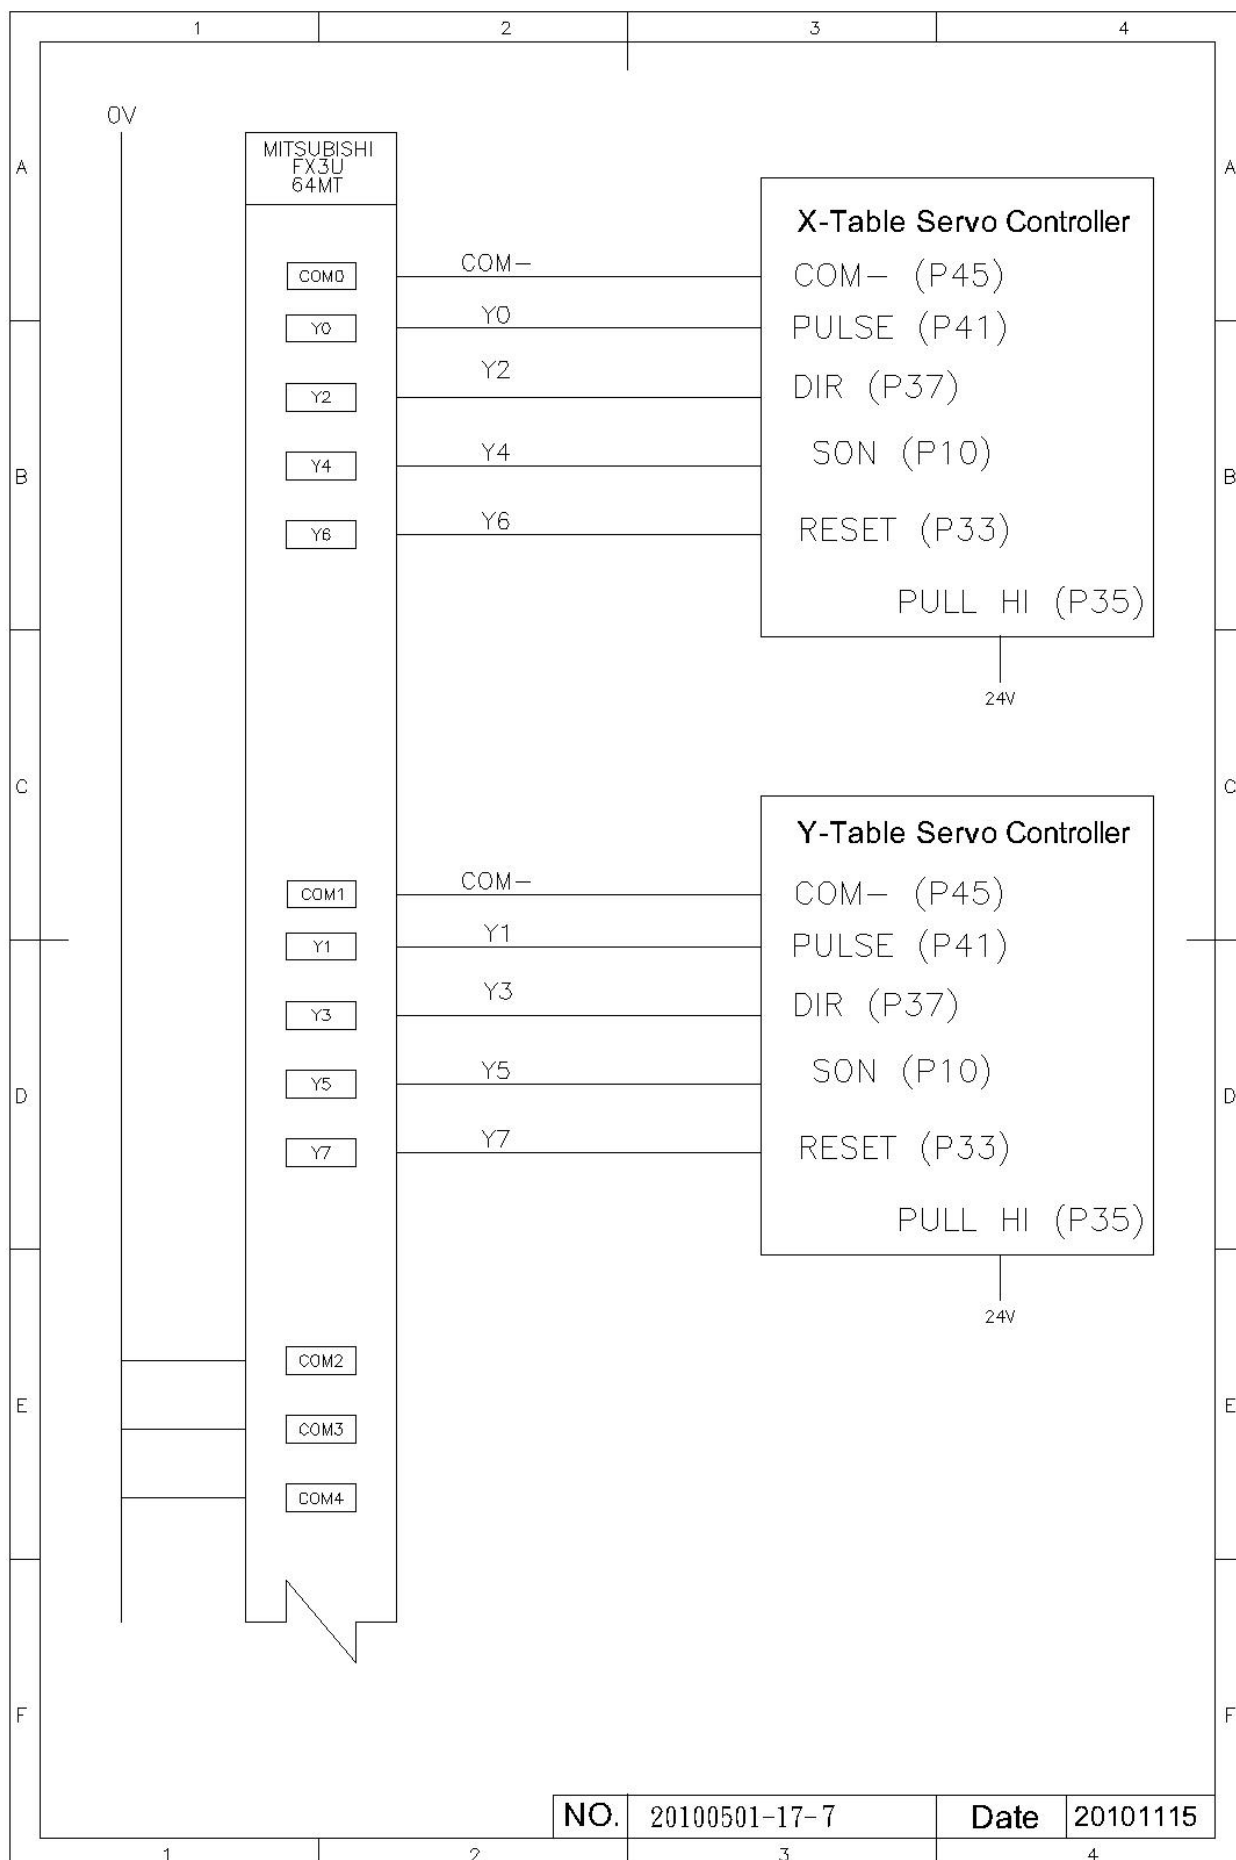 1 2 3 4
0V
MITSUBISHI
FX3U
64MT
A A
X-Table Servo Controller
COM0 COM- COM- (P45)
Y0 Y0 PULSE (P41)
Y2 Y2 DIR (P37)
Y4 Y4 SON (P10)
B B
Y6 Y6 RESET (P33)
PULL HI (P35)
24V
C C
Y-Table Servo Controller
COM1 COM- COM- (P45)
Y1 Y1 PULSE (P41)
Y3 Y3 DIR (P37)
Y5 Y5 SON (P10)
D D
Y7 Y7 RESET (P33)
PULL HI (P35)
24V
COM2
E E
COM3
COM4
F F
NO. 20100501-17-7 Date 20101115
1 2 3 4